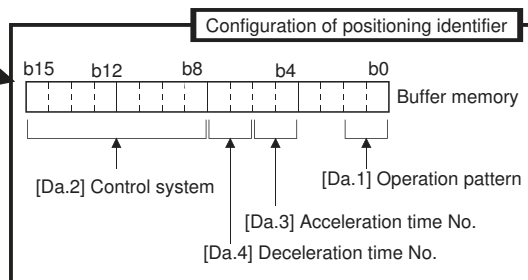 Configuration of positioning identifier
b15 b12 b8 b4 b0
Buffer memory
[Da.2] Control system
[Da.1] Operation pattern
[Da.3] Acceleration time No.
[Da.4] Deceleration time No.